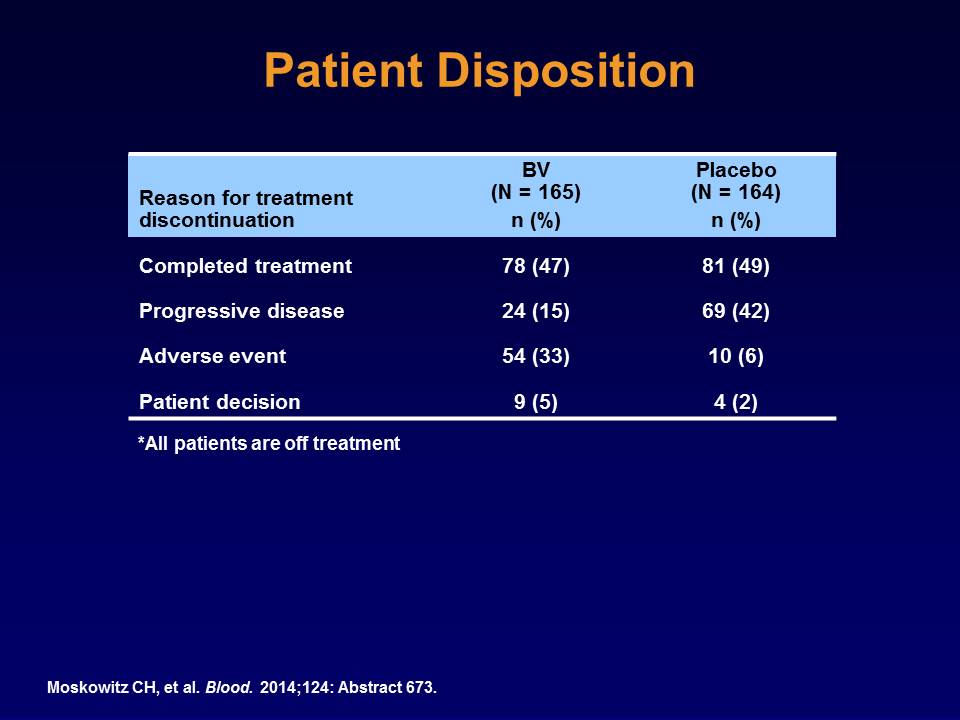 Patient Disposition
Reason for treatment
discontinuation
BV
(N = 165)
n (%)
Placebo
(N = 164)
n (%)
Completed treatment 78 (47) 81 (49)
Progressive disease 24 (15) 69 (42)
Adverse event 54 (33) 10 (6)
Patient decision 9 (5) 4 (2)
*All patients are off treatment
Moskowitz CH, et al. Blood. 2014;124: Abstract 673.